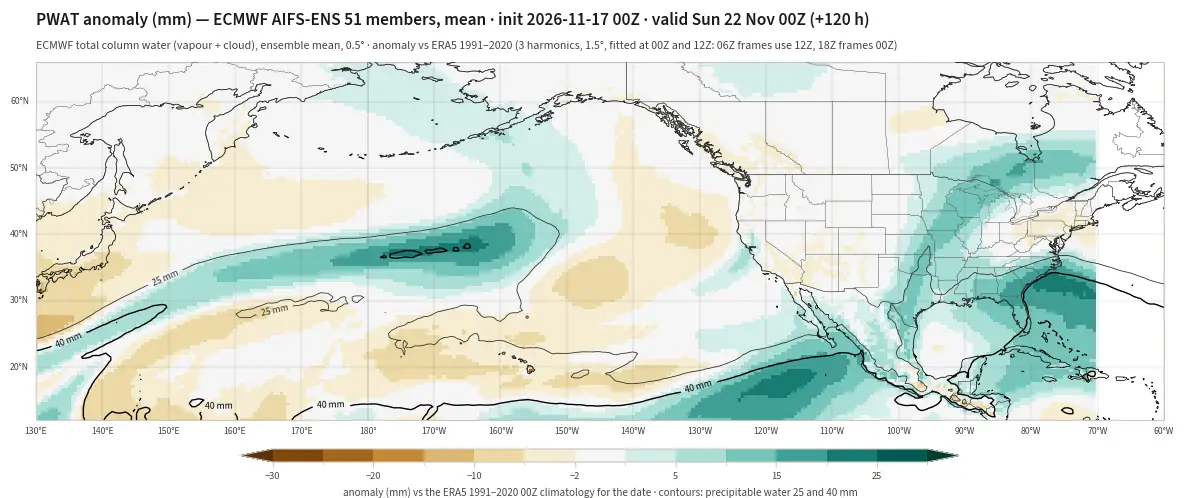 PWAT anomaly (mm) — ECMWF AIFS-ENS 51 members, mean · init 2026-11-17 00Z · valid Sun 22 Nov 00Z (+120 h)
ECMWF total column water (vapour + cloud), ensemble mean, 0.5° · anomaly vs ERA5 1991–2020 (3 harmonics, 1.5°, fitted at 00Z and 12Z: 06Z frames use 12Z, 18Z frames 00Z)
60°N
50°N
40°N
30°N
20°N
25 mm
25 mm
40 mm
40 mm
40 mm
40 mm
130°E 140°E 150°E 160°E 170°E 180° 170°W 160°W 150°W 140°W 130°W 120°W 110°W 100°W 90°W 80°W 70°W 60°W
−30 −20 −10 −2 5 15 25
anomaly (mm) vs the ERA5 1991–2020 00Z climatology for the date · contours: precipitable water 25 and 40 mm